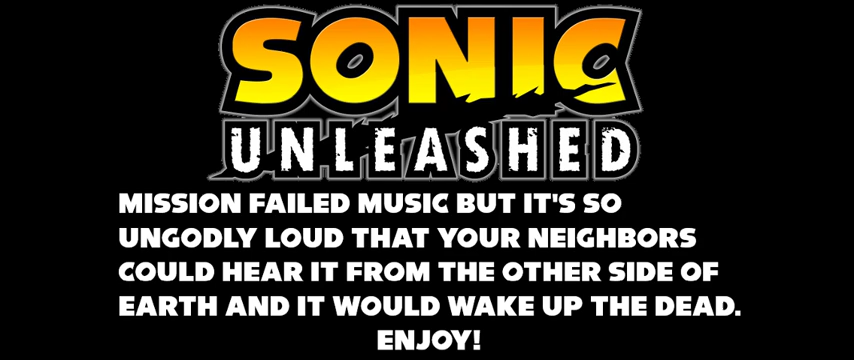 SONIC
UNLEASHED
MISSION FAILED MUSIC BUT IT'S SO
UNGODLY LOUD THAT YOUR NEIGHBORS
COULD HEAR IT FROM THE OTHER SIDE OF
EARTH AND IT WOULD WAKE UP THE DEAD.
ENJOY!